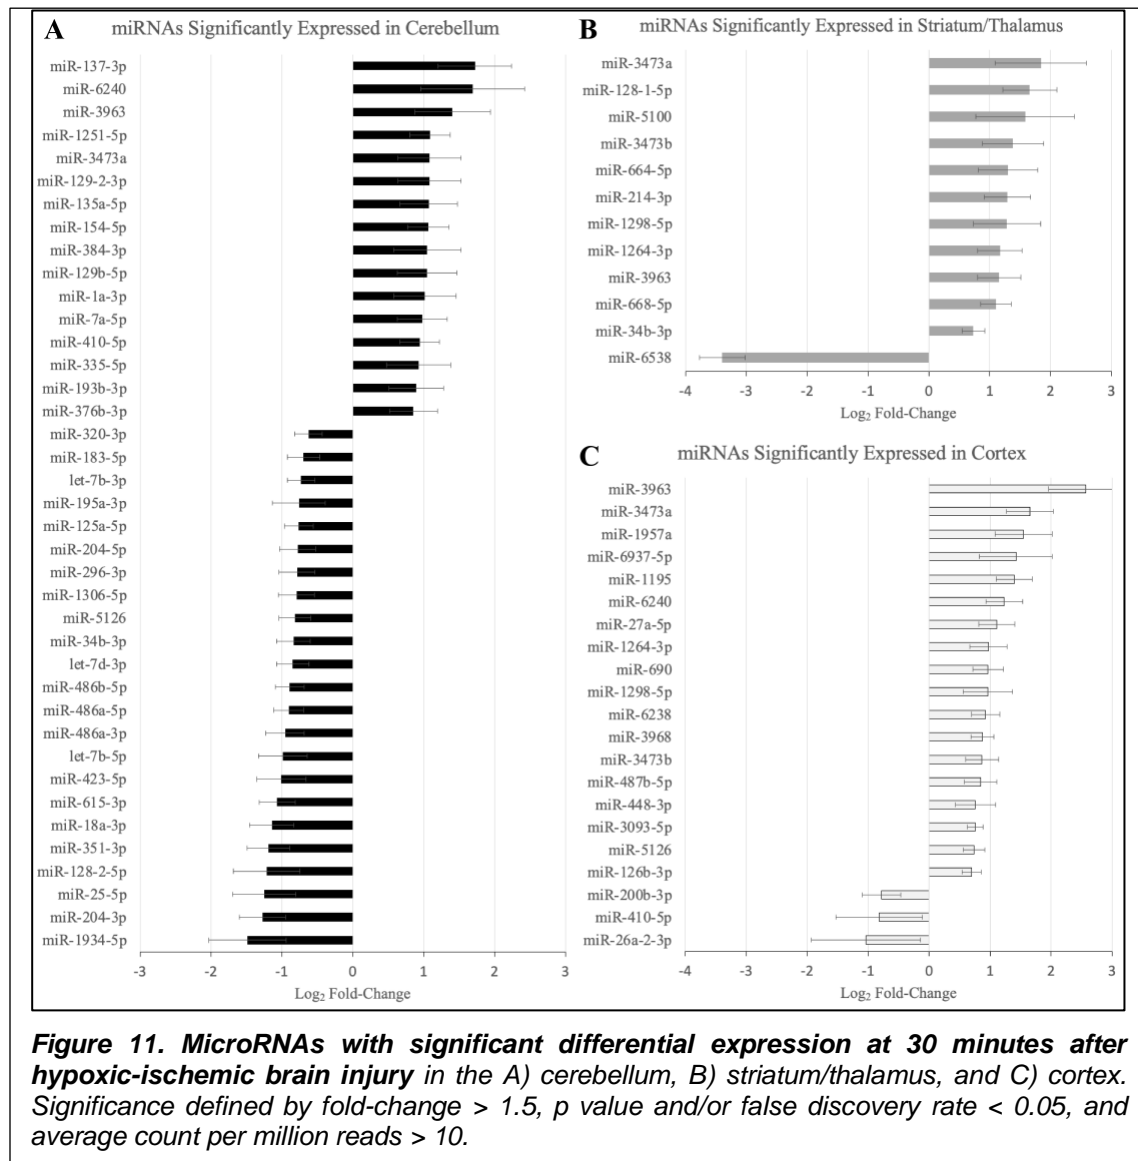 A
miRNAs Significantly Expressed in Cerebellum
miR-137-3p
miR-6240
miR-3963
miR-1251-5p
miR-3473a
miR-129-2-3p
miR-135a-5p
miR-154-5p
miR-384-3p
miR-129b-5p
miR-1a-3p
miR-7a-5p
miR-410-5p
miR-335-5p
miR-193b-3p
miR-376b-3p
miR-320-3p
miR-183-5p
let-7b-3p
miR-195a-3p
miR-125a-5p
miR-204-5p
miR-296-3p
miR-1306-5p
miR-5126
miR-34b-3p
let-7d-3p
miR-486b-5p
miR-486a-5p
miR-486a-3p
let-7b-5p
miR-423-5p
miR-615-3p
miR-18a-3p
miR-351-3p
miR-128-2-5p
miR-25-5p
miR-204-3p
miR-1934-5p
-3 -2 -1 0 1 2 3
Log₂ Fold-Change
B
miRNAs Significantly Expressed in Striatum/Thalamus
miR-3473a
miR-128-1-5p
miR-5100
miR-3473b
miR-664-5p
miR-214-3p
miR-1298-5p
miR-1264-3p
miR-3963
miR-668-5p
miR-34b-3p
miR-6538
-4 -3 -2 -1 0 1 2 3
Log₂ Fold-Change
C
miRNAs Significantly Expressed in Cortex
miR-3963
miR-3473a
miR-1957a
miR-6937-5p
miR-1195
miR-6240
miR-27a-5p
miR-1264-3p
miR-690
miR-1298-5p
miR-6238
miR-3968
miR-3473b
miR-487b-5p
miR-448-3p
miR-3093-5p
miR-5126
miR-126b-3p
miR-200b-3p
miR-410-5p
miR-26a-2-3p
-4 -3 -2 -1 0 1 2 3
Log₂ Fold-Change
Figure 11. MicroRNAs with significant differential expression at 30 minutes after
hypoxic-ischemic brain injury in the A) cerebellum, B) striatum/thalamus, and C) cortex.
Significance defined by fold-change > 1.5, p value and/or false discovery rate < 0.05, and
average count per million reads > 10.